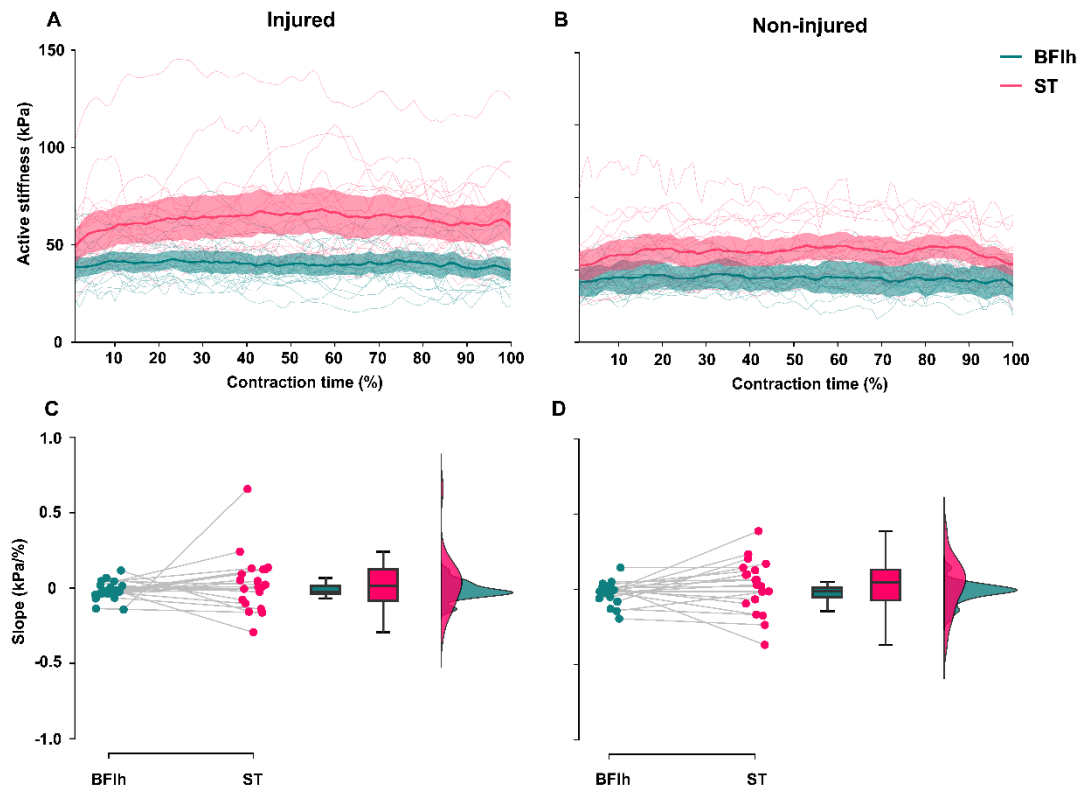 A
Injured
B
Non-injured
BFlh
ST
150
100
50
0
Active stiffness (kPa)
10 20 30 40 50 60 70 80 90 100
10 20 30 40 50 60 70 80 90 100
Contraction time (%)
Contraction time (%)
C
D
1.0
0.5
0
-0.5
-1.0
Slope (kPa/%)
BFlh ST
BFlh ST